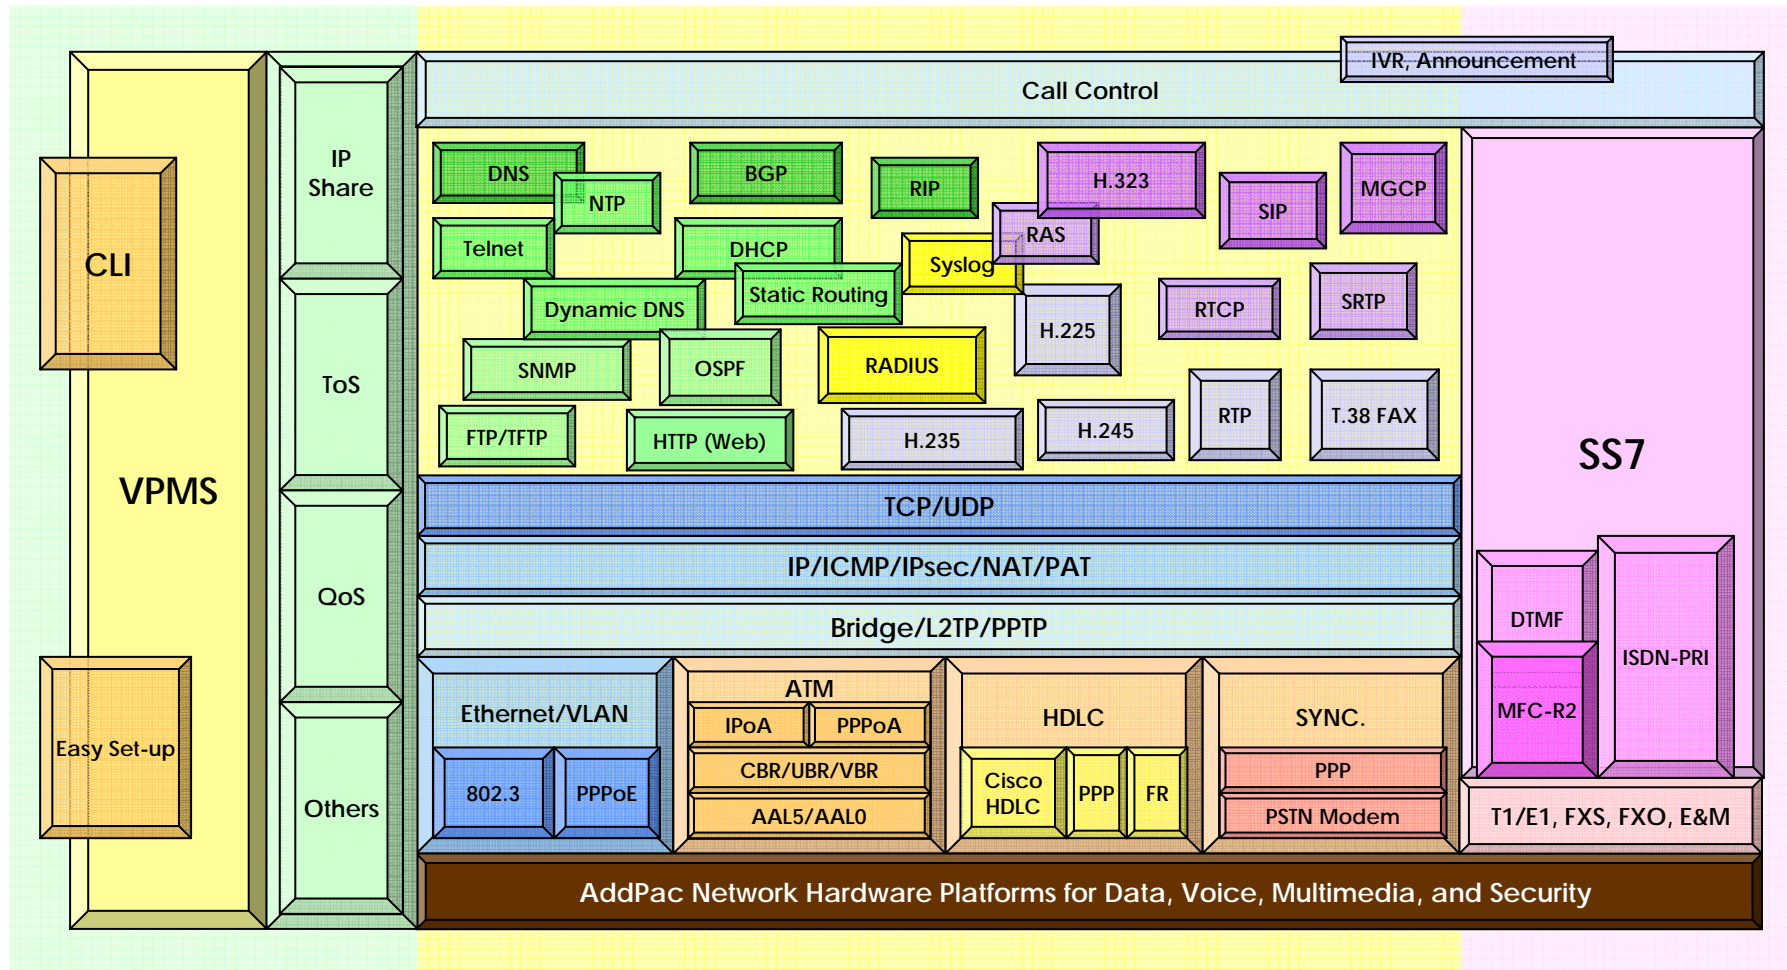 IVR, Announcement
Call Control
VPMS
CLI
Easy Set-up
IP
Share
ToS
QoS
Others
DNS
NTP
BGP
RIP
H.323
RAS
SIP
MGCP
Telnet
DHCP
Syslog
Dynamic DNS
Static Routing
H.225
RTCP
SRTP
SNMP
OSPF
RADIUS
RTP
T.38 FAX
FTP/TFTP
HTTP (Web)
H.235
H.245
TCP/UDP
IP/ICMP/IPsec/NAT/PAT
Bridge/L2TP/PPTP
Ethernet/VLAN
802.3
PPPoE
ATM
IPoA
PPPoA
CBR/UBR/VBR
AAL5/AAL0
HDLC
Cisco
HDLC
PPP
FR
SYNC.
PPP
PSTN Modem
SS7
DTMF
MFC-R2
ISDN-PRI
T1/E1, FXS, FXO, E&M
AddPac Network Hardware Platforms for Data, Voice, Multimedia, and Security